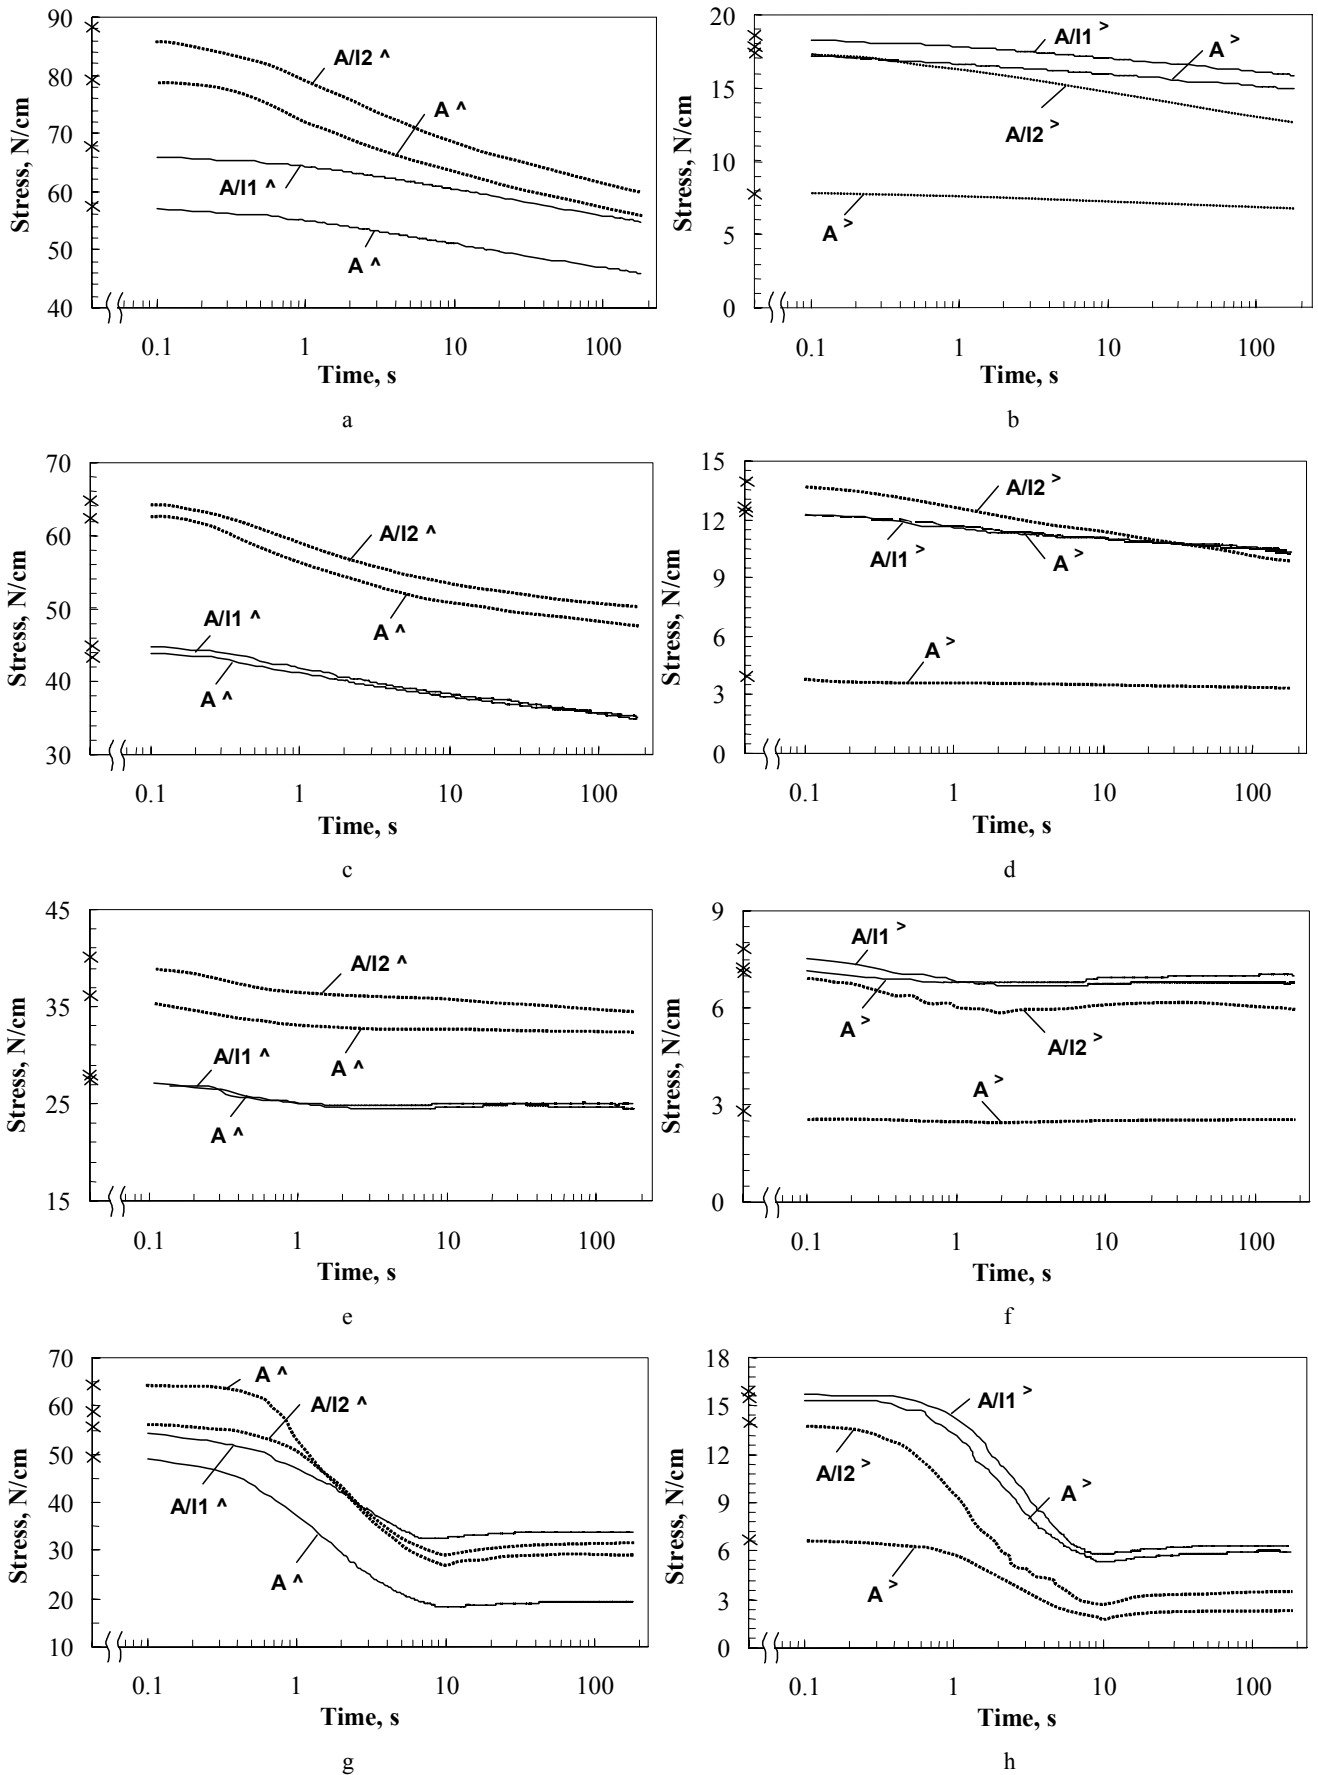 90
80
70
60
50
40
Stress, N/cm
A/I2 ^
A ^
A/I1 ^
A ^
0.1 1 10 100
Time, s
a
20
15
10
5
0
Stress, N/cm
A/I1 >
A >
A/I2 >
A >
0.1 1 10 100
Time, s
b
70
60
50
40
30
Stress, N/cm
A/I2 ^
A ^
A/I1 ^
A ^
0.1 1 10 100
Time, s
c
15
12
9
6
3
0
Stress, N/cm
A/I2 >
A/I1 >
A >
A >
0.1 1 10 100
Time, s
d
45
35
25
15
Stress, N/cm
A/I2 ^
A ^
A/I1 ^
A ^
0.1 1 10 100
Time, s
e
9
6
3
0
Stress, N/cm
A/I1 >
A >
A/I2 >
A >
0.1 1 10 100
Time, s
f
70
60
50
40
30
20
10
Stress, N/cm
A ^
A/I2 ^
A/I1 ^
A ^
0.1 1 10 100
Time, s
g
18
15
12
9
6
3
0
Stress, N/cm
A/I1 >
A/I2 >
A >
A >
0.1 1 10 100
Time, s
h